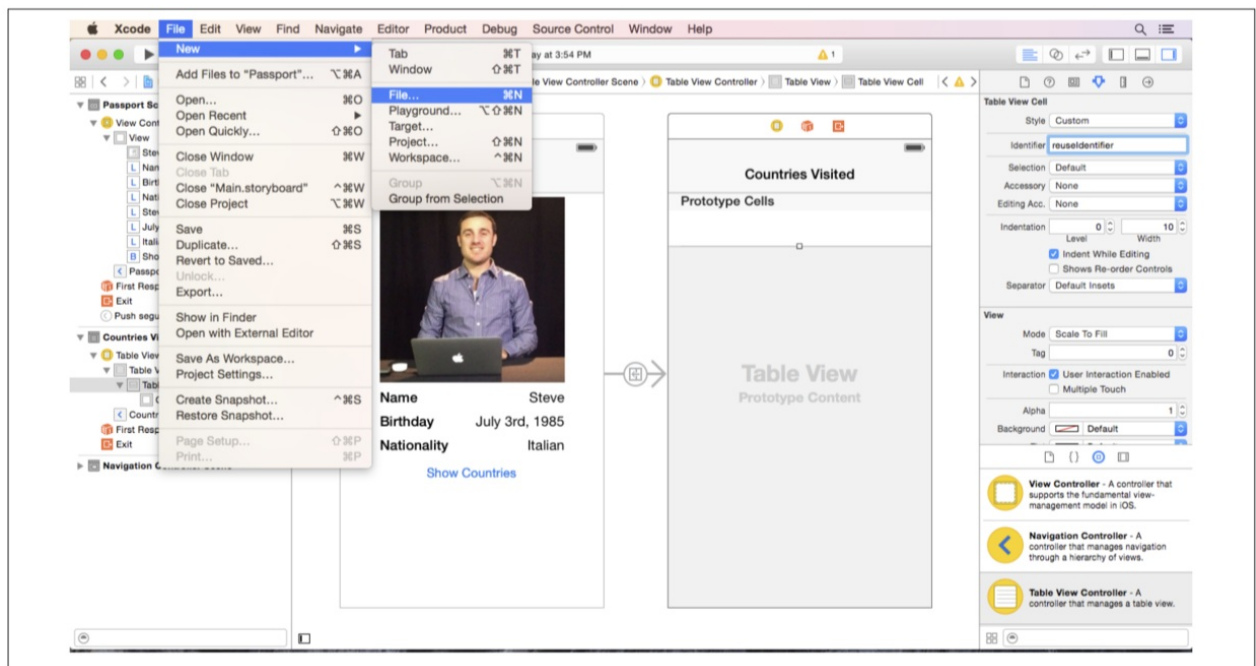 Xcode File Edit View Find Navigate Editor Product Debug Source Control Window Help
New
Add Files to "Passport"... ⌥⌘A
Open... ⌘O
Open Recent
Open Quickly... ⇧⌘O
Close Window ⌘W
Close Tab
Close "Main.storyboard" ^⌘W
Close Project ⌥⌘W
Save ⌘S
Duplicate... ⇧⌘S
Revert to Saved...
Unlock...
Export...
Show in Finder
Open with External Editor
Save As Workspace...
Project Settings...
Create Snapshot... ^⌘S
Restore Snapshot...
Page Setup... ⇧⌘P
Print... ⌘P
Tab ⌘T
Window ⇧⌘T
File... ⌘N
Playground... ⌥⇧⌘N
Target...
Project... ⇧⌘N
Workspace... ^⌘N
Group ⌥⌘N
Group from Selection
ay at 3:54 PM
1
le View Controller Scene Table View Controller Table View Table View Cell
Passport Sc
View Cont
View
Stev
L Nam
L Birt
L Nati
L Stev
L July
L Itali
B Sho
Passpo
First Resp
Exit
Push segu
Countries Vi
Table View
Table V
Tabl
C
Countr
First Resp
Exit
Navigation Controller Scene
Name Steve
Birthday July 3rd, 1985
Nationality Italian
Show Countries
Countries Visited
Prototype Cells
Table View
Prototype Content
Table View Cell
Style Custom
Identifier reuseIdentifier
Selection Default
Accessory None
Editing Acc. None
Indentation 0 10
Level Width
Indent While Editing
Shows Re-order Controls
Separator Default Insets
View
Mode Scale To Fill
Tag 0
Interaction User Interaction Enabled
Multiple Touch
Alpha 1
Background Default
View Controller - A controller that
supports the fundamental view-
management model in iOS.
Navigation Controller - A
controller that manages navigation
through a hierarchy of views.
Table View Controller - A
controller that manages a table view.